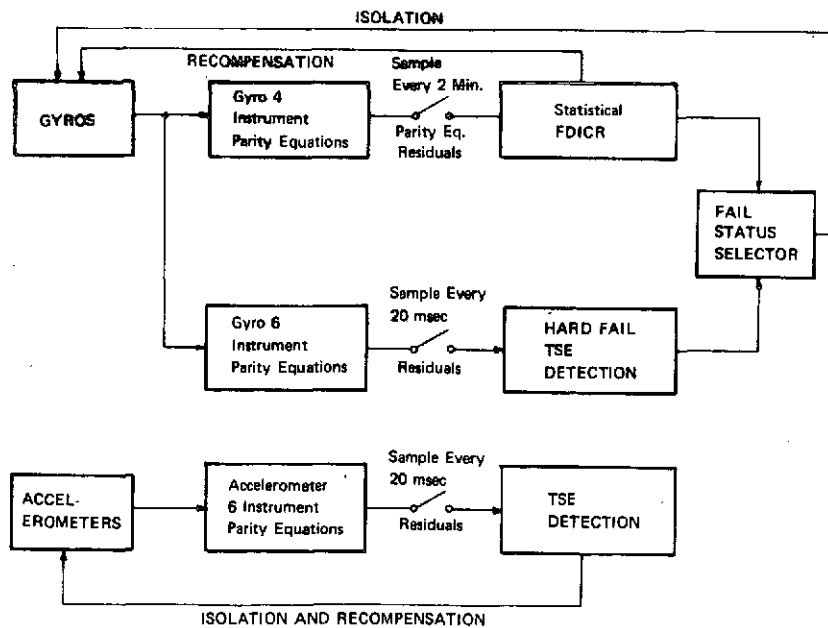 ISOLATION
RECOMPENSATION
GYROS
Gyro 4
Instrument
Parity Equations
Sample
Every 2 Min.
Parity Eq.
Residuals
Statistical
FDICR
FAIL
STATUS
SELECTOR
Gyro 6
Instrument
Parity Equations
Sample Every
20 msec
Residuals
HARD FAIL
TSE
DETECTION
ACCEL-
EROMETERS
Accelerometer
6 Instrument
Parity Equations
Sample Every
20 msec
Residuals
TSE
DETECTION
ISOLATION AND RECOMPENSATION